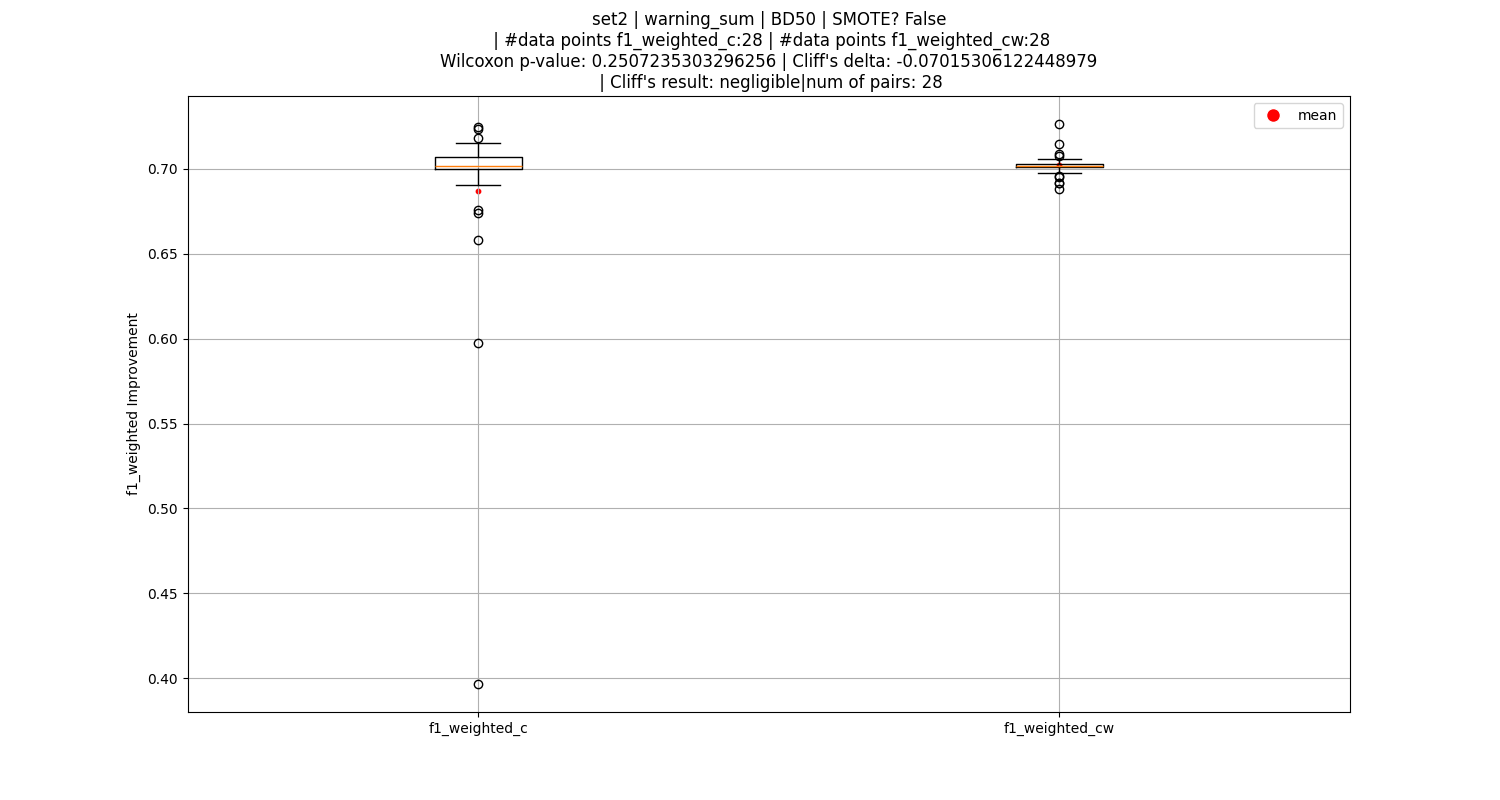 set2 | warning_sum | BD50 | SMOTE? False
| #data points f1_weighted_c:28 | #data points f1_weighted_cw:28
Wilcoxon p-value: 0.2507235303296256 | Cliff's delta: -0.07015306122448979
| Cliff's result: negligible|num of pairs: 28
mean
0.70
0.65
0.60
0.55
0.50
0.45
0.40
f1_weighted Improvement
f1_weighted_c
f1_weighted_cw